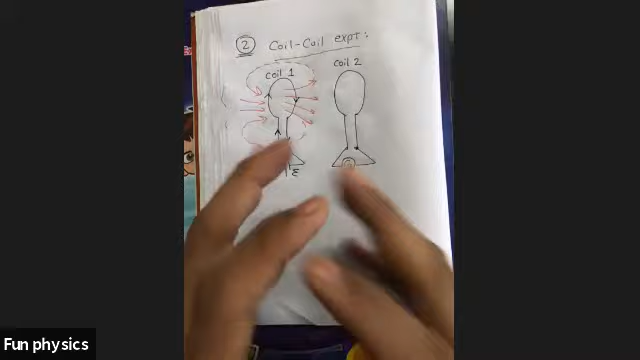 2 Coil-Coil expt:
Coil 1
Coil 2
ε
G
Fun physics